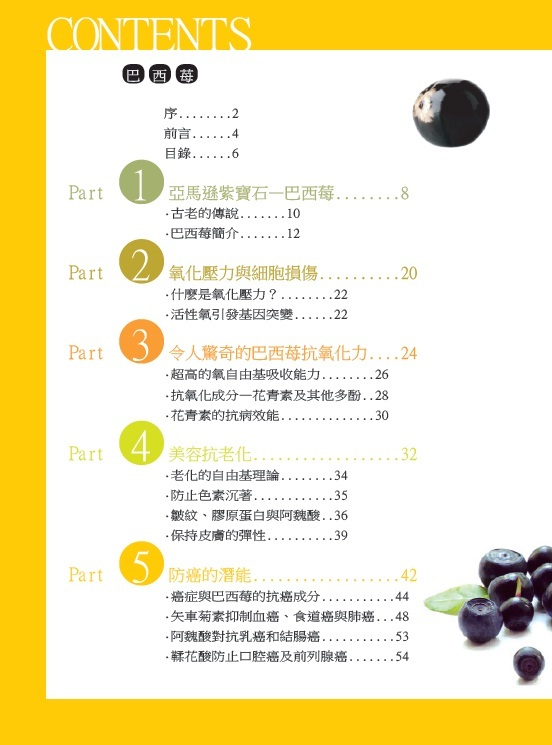 CONTENTS
巴西莓
序........2
前言......4
目錄......6
Part 1 亞馬遜紫寶石—巴西莓........8
·古老的傳說.......10
·巴西莓簡介.......12
Part 2 氧化壓力與細胞損傷..........20
·什麼是氧化壓力？........22
·活性氧引發基因突變......22
Part 3 令人驚奇的巴西莓抗氧化力....24
·超高的氧自由基吸收能力........26
·抗氧化成分—花青素及其他多酚..28
·花青素的抗病效能.............30
Part 4 美容抗老化..................32
·老化的自由基理論........34
·防止色素沉著............35
·皺紋、膠原蛋白與阿魏酸..36
·保持皮膚的彈性..........39
Part 5 防癌的潛能..................42
·癌症與巴西莓的抗癌成分...........44
·矢車菊素抑制血癌、食道癌與肺癌...48
·阿魏酸對抗乳癌和結腸癌...........53
·鞣花酸防止口腔癌及前列腺癌.......54